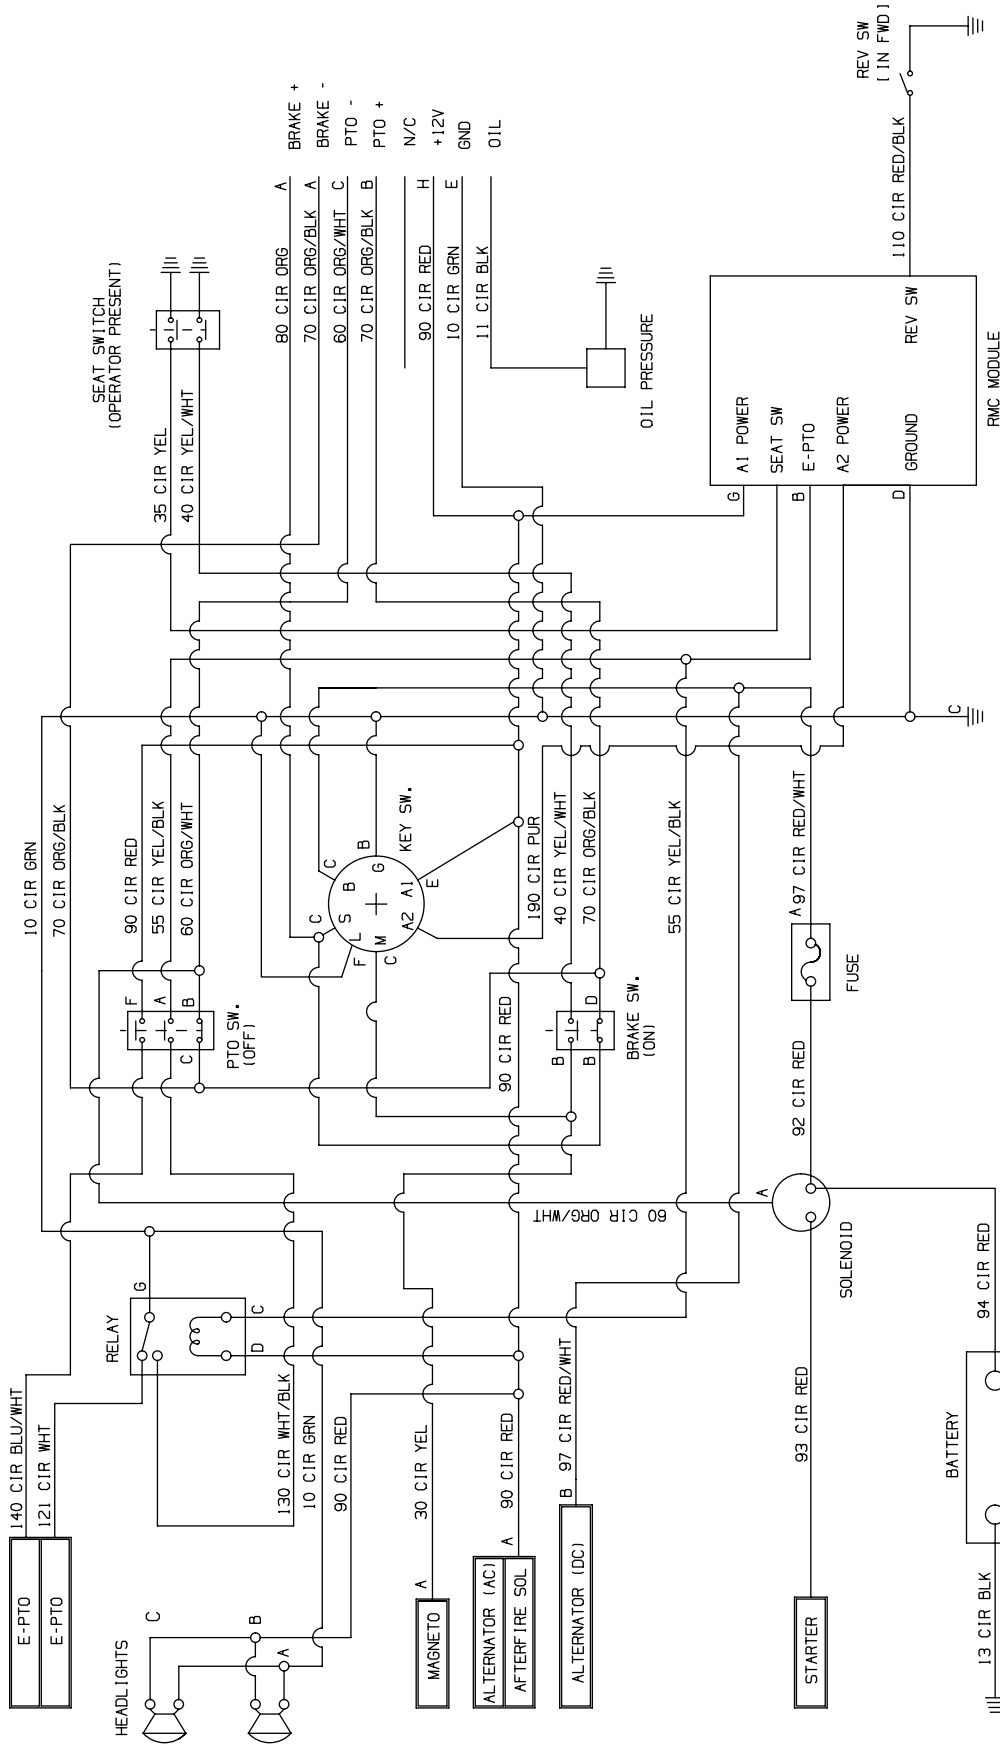 REV SW
[IN FWD]
110 CIR RED/BLK
BRAKE +
BRAKE -
PTO -
PTO +
N/C
+12V
GND
OIL
A
A
C
B
H
E
80 CIR ORG
70 CIR ORG/BLK
60 CIR ORG/WHT
70 CIR ORG/BLK
90 CIR RED
10 CIR GRN
11 CIR BLK
SEAT SWITCH
(OPERATOR PRESENT)
35 CIR YEL
40 CIR YEL/WHT
OIL PRESSURE
REV SW
A1 POWER
SEAT SW
E-PTO
A2 POWER
GROUND
RMC MODULE
G
B
D
C
10 CIR GRN
70 CIR ORG/BLK
90 CIR RED
55 CIR YEL/BLK
60 CIR ORG/WHT
F
A
B
C
PTO SW.
(OFF)
KEY SW.
C
C
B
B
G
S
L
M
A2
A1
F
C
E
190 CIR PUR
40 CIR YEL/WHT
70 CIR ORG/BLK
55 CIR YEL/BLK
97 CIR RED/WHT
A
FUSE
90 CIR RED
B
B
D
BRAKE SW.
(ON)
92 CIR RED
A
60 CIR ORG/WHT
SOLENOID
94 CIR RED
93 CIR RED
BATTERY
13 CIR BLK
RELAY
G
C
D
140 CIR BLU/WHT
121 CIR WHT
130 CIR WHT/BLK
10 CIR GRN
90 CIR RED
30 CIR YEL
90 CIR RED
97 CIR RED/WHT
A
A
B
E-PTO
E-PTO
HEADLIGHTS
C
B
A
MAGNETO
ALTERNATOR (AC)
AFTERFIRE SOL
ALTERNATOR (DC)
STARTER